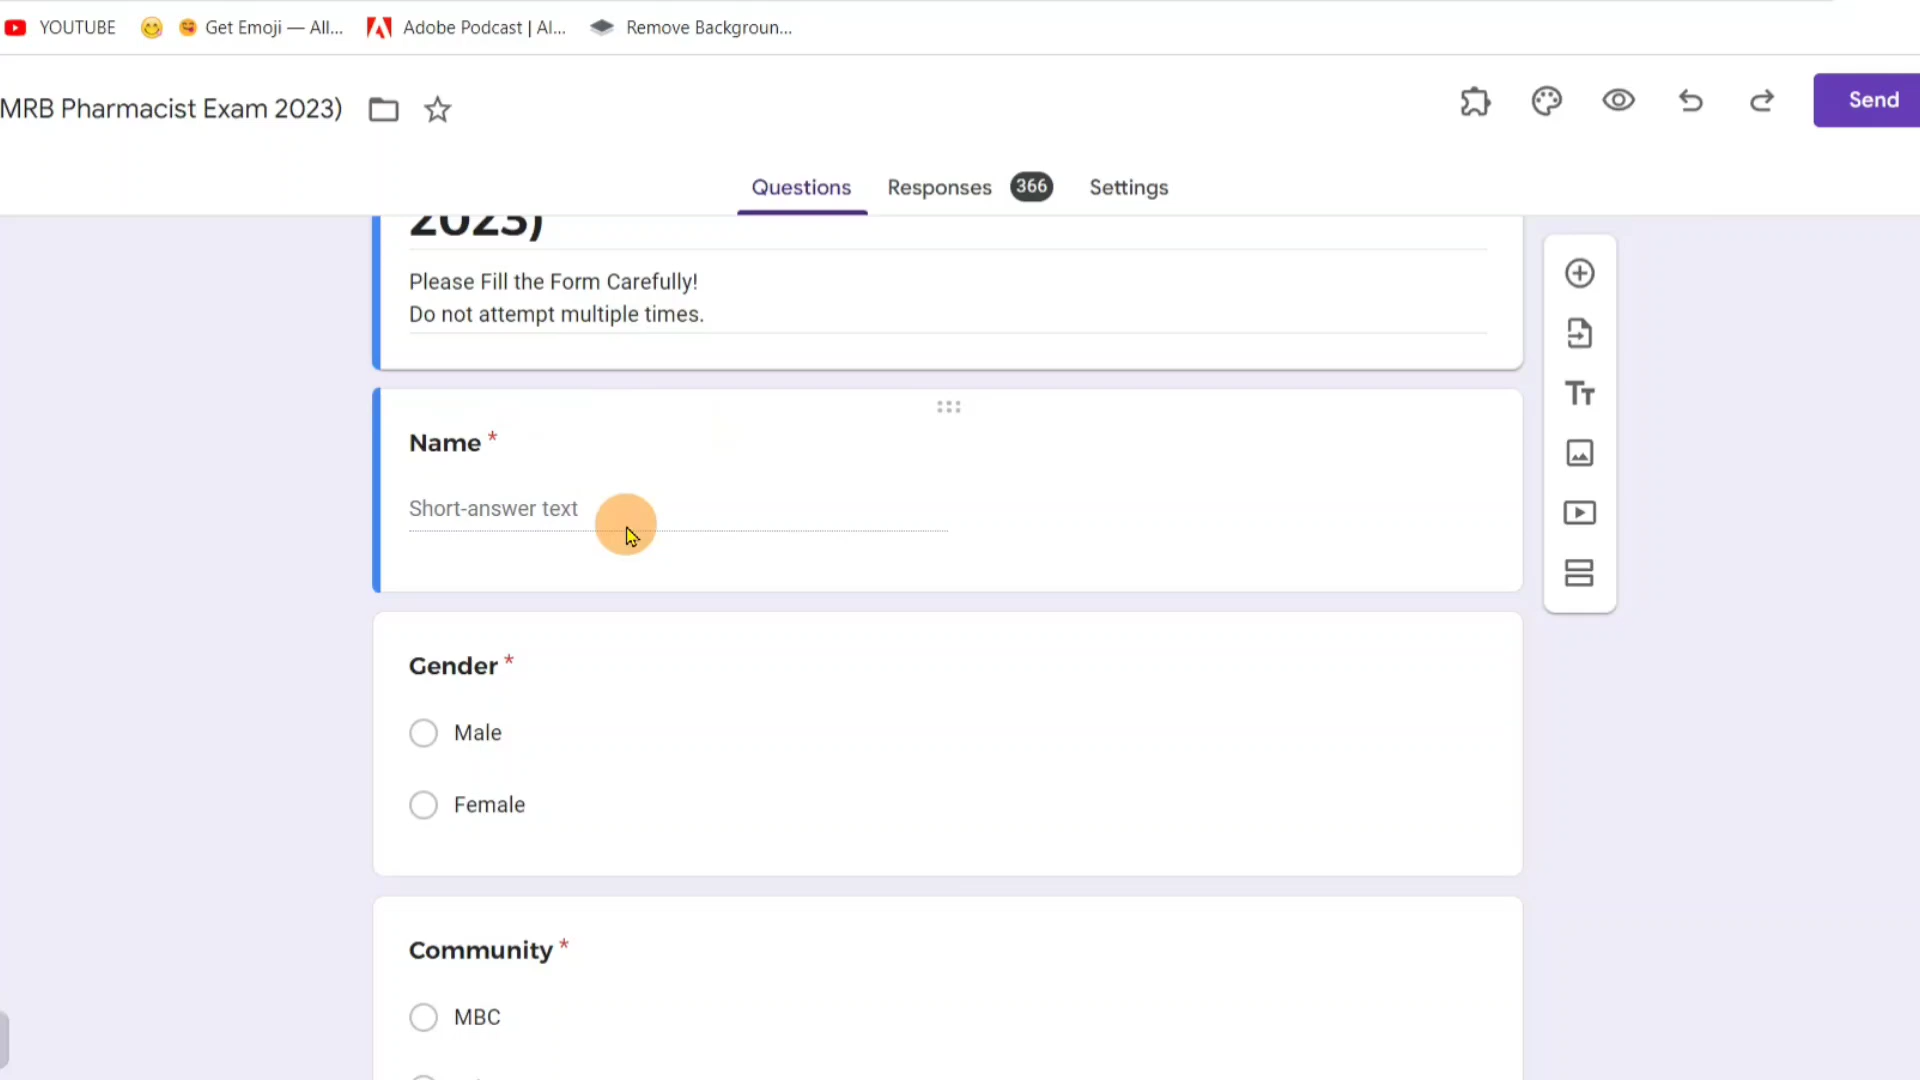 YOUTUBE
Get Emoji — All...
Adobe Podcast | AI...
Remove Backgroun...
MRB Pharmacist Exam 2023)
Send
Questions
Responses 366
Settings
2023)
Please Fill the Form Carefully!
Do not attempt multiple times.
Name *
Short-answer text
Gender *
Male
Female
Community *
MBC